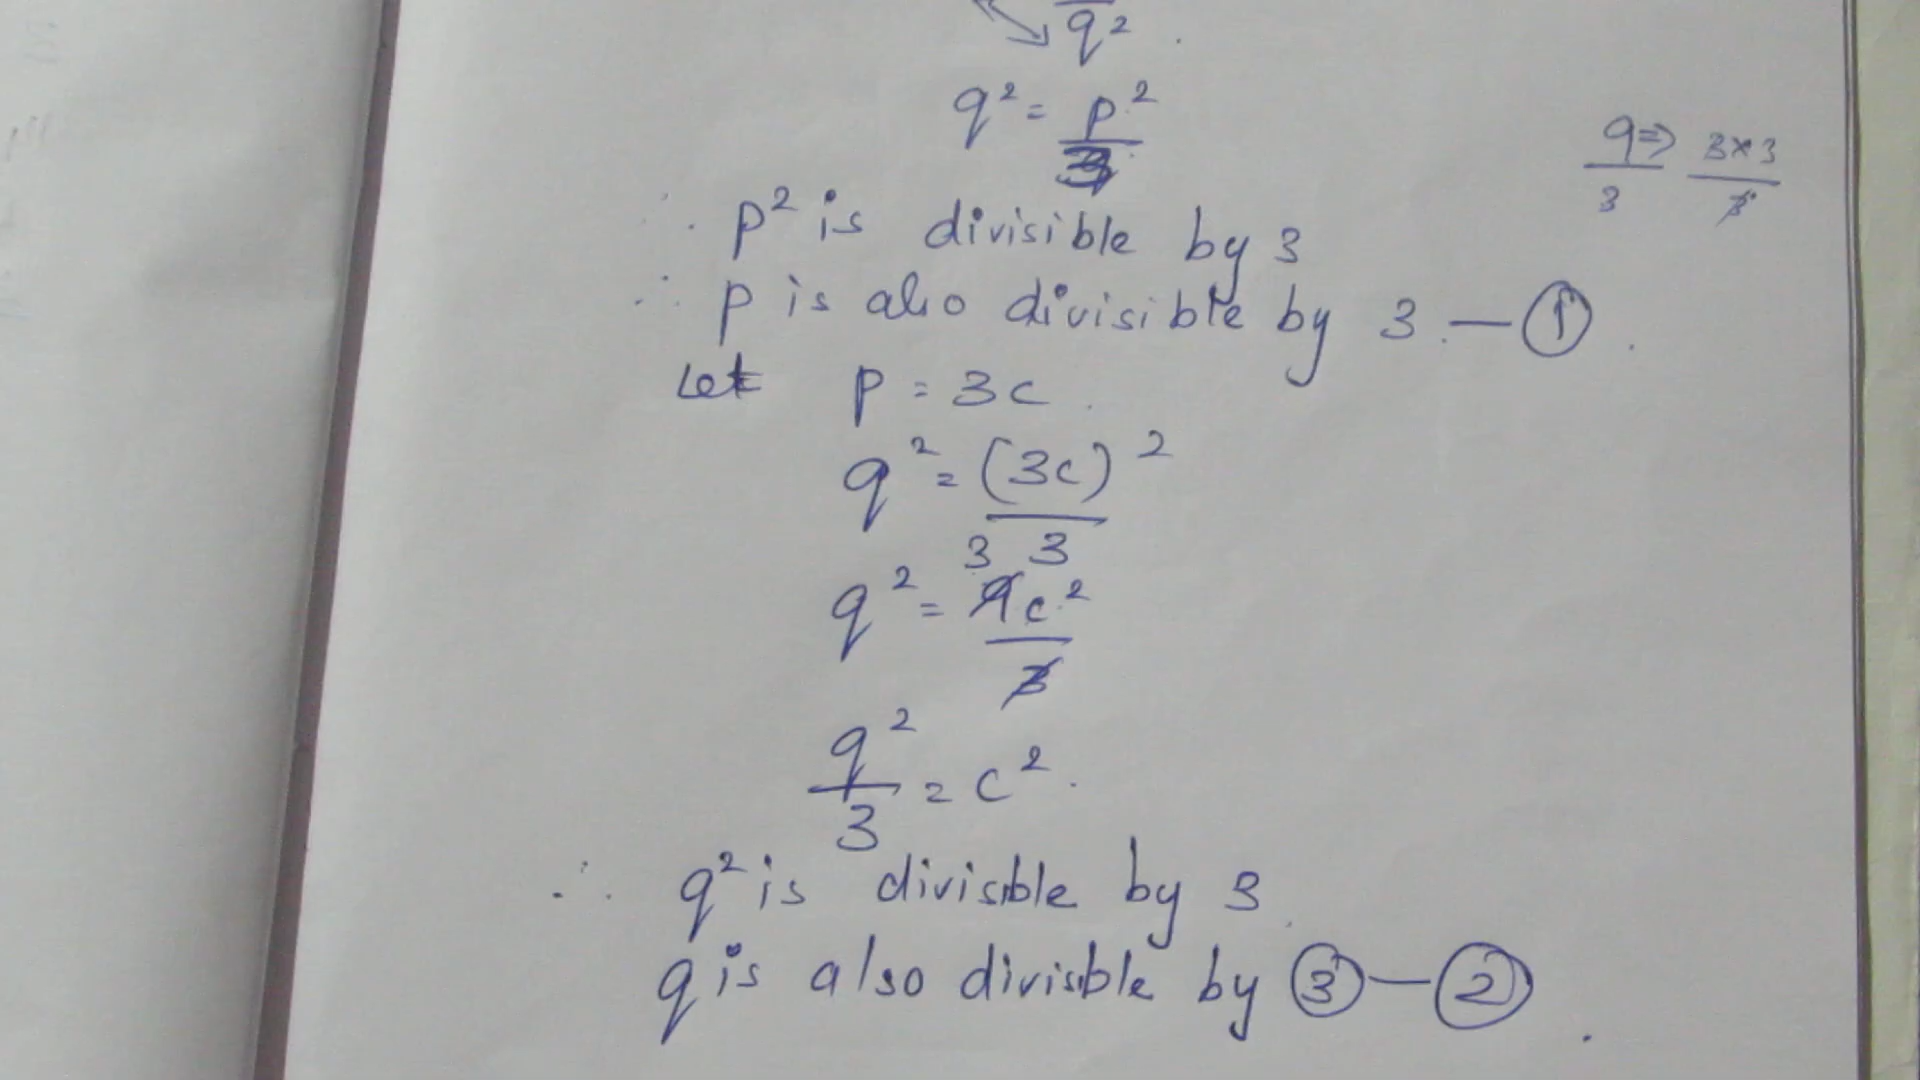 q²
q² = p²
3
9 ⇒ 3×3
3 3
∴ p² is divisible by 3
∴ p is also divisible by 3. — ①
Let p = 3c.
q² = (3c)²
3
3
q² = 9c²
3
q²
3 = c².
∴ q² is divisible by 3.
q is also divisible by ③ — ②